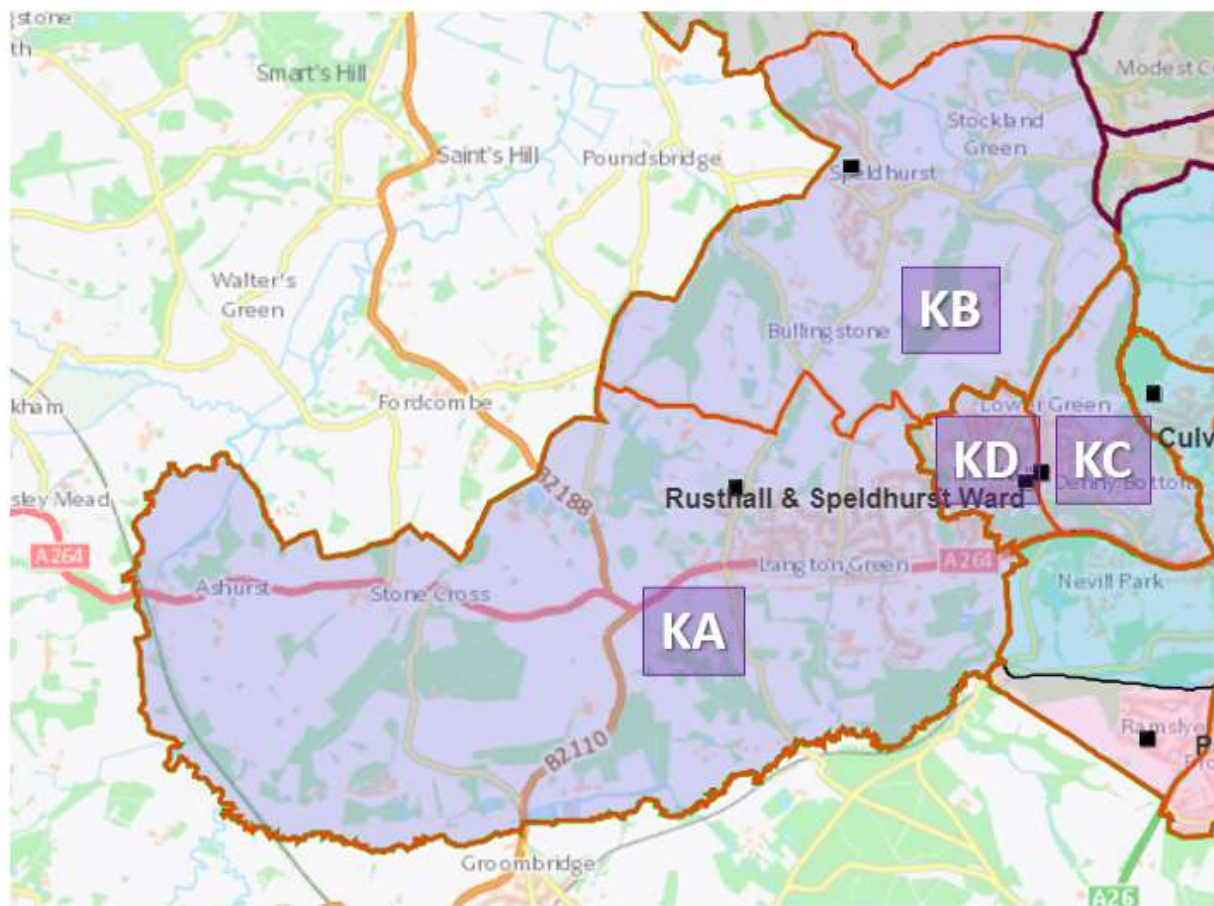 Smart's Hill
Modest
Stockland
Green
Saint's Hill
Poundsbridge
Speldhurst
Walter's
Green
KB
Bullingstone
Fordcombe
Lower Green
KD
KC
Culv
Denny Bottom
B2188
Rusthall & Speldhurst Ward
sley Mead
A264
Langton Green
A264
Ashurst
Stone Cross
Nevill Park
KA
B2110
Groombridge
A26